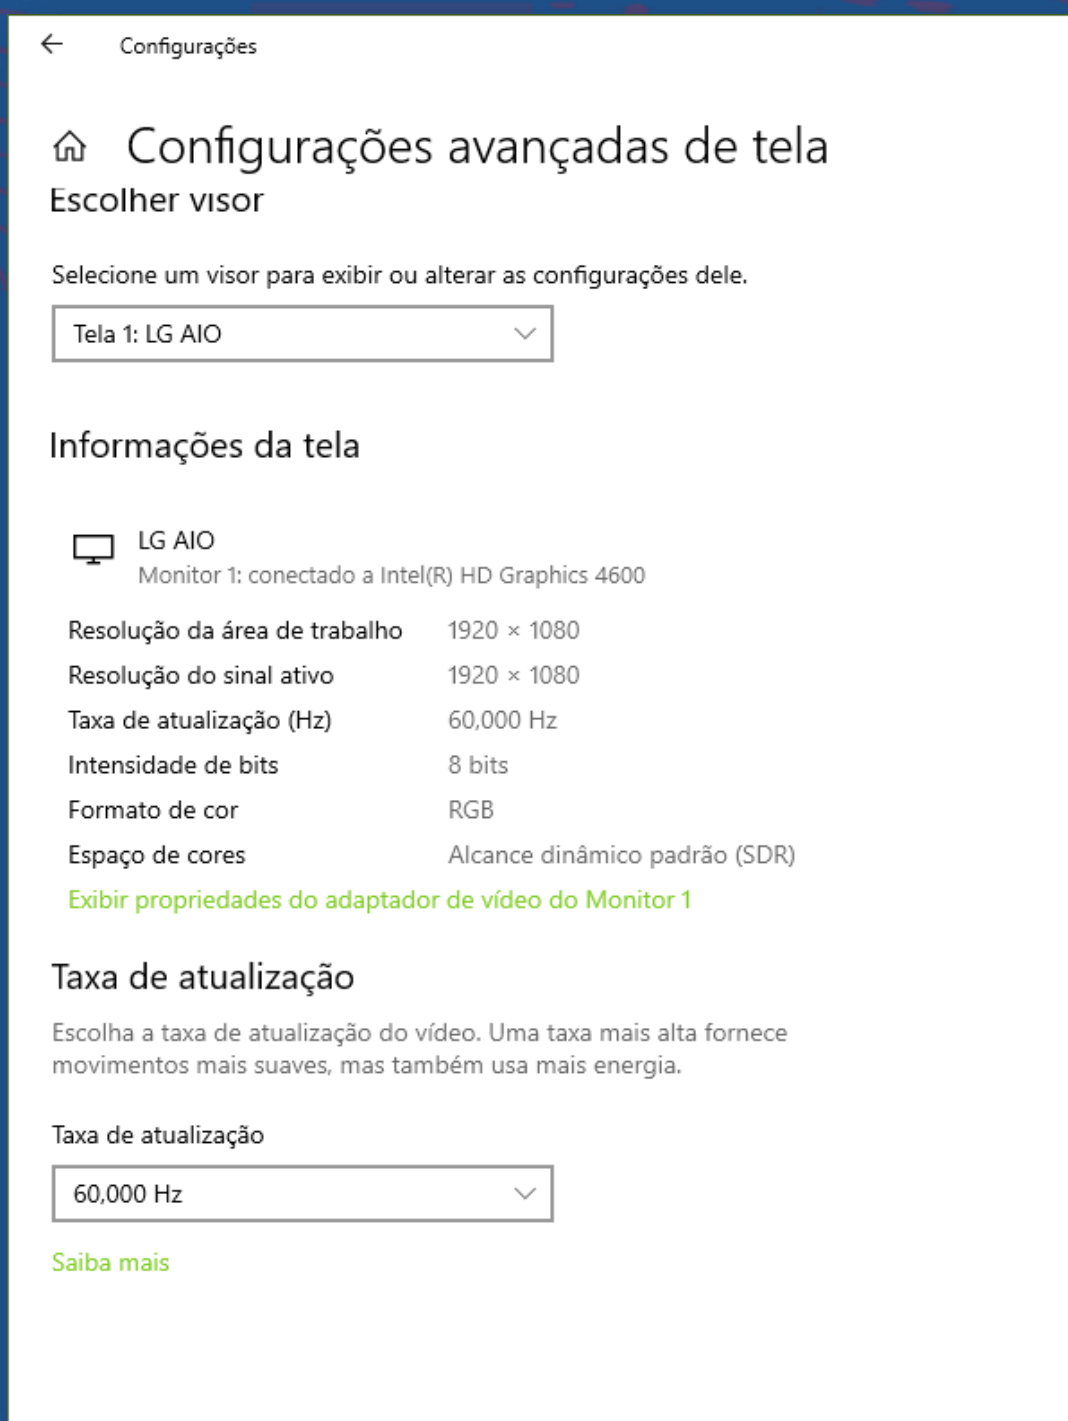 Configurações
Configurações avançadas de tela
Escolher visor
Selecione um visor para exibir ou alterar as configurações dele.
Tela 1: LG AIO
Informações da tela
LG AIO
Monitor 1: conectado a Intel(R) HD Graphics 4600
Resolução da área de trabalho 1920 × 1080
Resolução do sinal ativo 1920 × 1080
Taxa de atualização (Hz) 60,000 Hz
Intensidade de bits 8 bits
Formato de cor RGB
Espaço de cores Alcance dinâmico padrão (SDR)
Exibir propriedades do adaptador de vídeo do Monitor 1
Taxa de atualização
Escolha a taxa de atualização do vídeo. Uma taxa mais alta fornece
movimentos mais suaves, mas também usa mais energia.
Taxa de atualização
60,000 Hz
Saiba mais